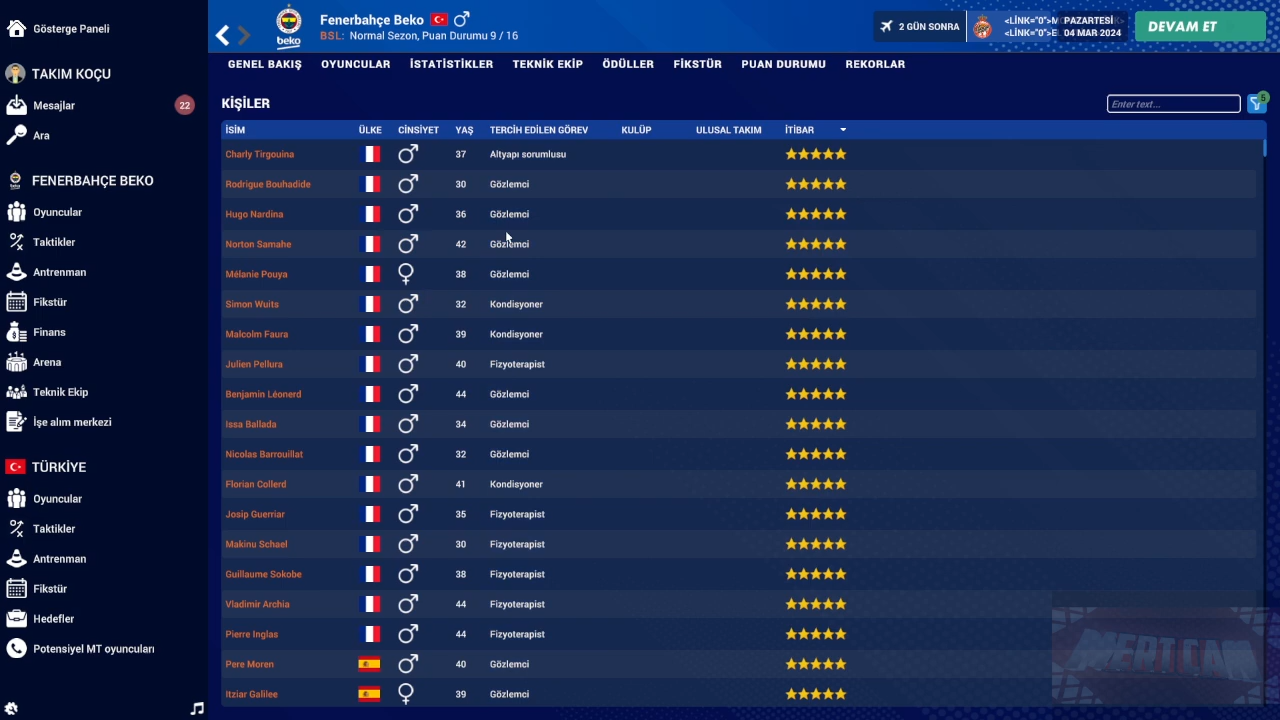 Gösterge Paneli
TAKIM KOÇU
Mesajlar
22
Ara
FENERBAHÇE BEKO
Oyuncular
Taktikler
Antrenman
Fikstür
Finans
Arena
Teknik Ekip
İşe alım merkezi
TÜRKİYE
Oyuncular
Taktikler
Antrenman
Fikstür
Hedefler
Potansiyel MT oyuncuları
beko
Fenerbahçe Beko
BSL: Normal Sezon, Puan Durumu 9 / 16
2 GÜN SONRA
<LINK="0">M
<LINK="0">E
PAZARTESİ
04 MAR 2024
DEVAM ET
GENEL BAKIŞ OYUNCULAR İSTATİSTİKLER TEKNİK EKİP ÖDÜLLER FİKSTÜR PUAN DURUMU REKORLAR
KİŞİLER
Enter text...
5
İSİM ÜLKE CİNSİYET YAŞ TERCİH EDİLEN GÖREV KULÜP ULUSAL TAKIM İTİBAR
Charly Tirgouina 37 Altyapı sorumlusu
Rodrigue Bouhadide 30 Gözlemci
Hugo Nardina 36 Gözlemci
Norton Samahe 42 Gözlemci
Mélanie Pouya 38 Gözlemci
Simon Wuits 32 Kondisyoner
Malcolm Faura 39 Kondisyoner
Julien Pellura 40 Fizyoterapist
Benjamin Léonerd 44 Gözlemci
Issa Ballada 34 Gözlemci
Nicolas Barrouillat 32 Gözlemci
Florian Collerd 41 Kondisyoner
Josip Guerriar 35 Fizyoterapist
Makinu Schael 30 Fizyoterapist
Guillaume Sokobe 38 Fizyoterapist
Vladimir Archia 44 Fizyoterapist
Pierre Inglas 44 Fizyoterapist
Pere Moren 40 Gözlemci
Itziar Galilee 39 Gözlemci
MERTCAM